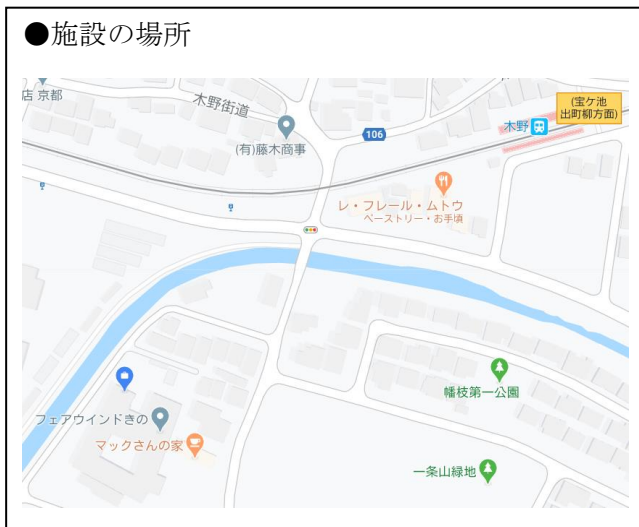 ●施設の場所
店 京都
木野街道
(有)藤木商事
106
木野
(宝ケ池
出町柳方面)
レ・フレール・ムトウ
ペーストリー・お手頃
幡枝第一公園
フェアウインドきの
マックさんの家
一条山緑地